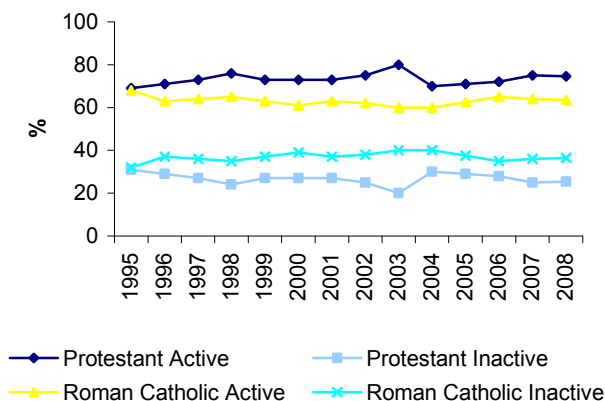 100
80
60
40
20
0
%
1995 1996 1997 1998 1999 2000 2001 2002 2003 2004 2005 2006 2007 2008
Protestant Active Protestant Inactive
Roman Catholic Active Roman Catholic Inactive